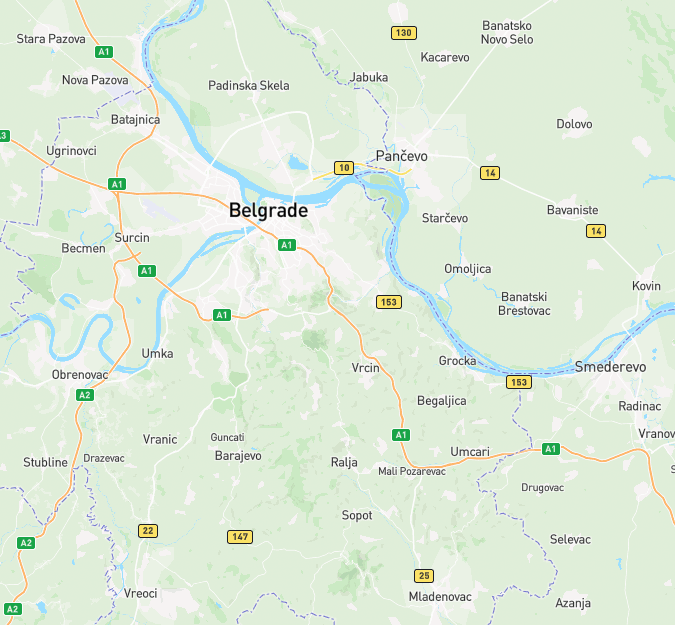 Banatsko
Novo Selo
130
Stara Pazova
A1
Kacarevo
Jabuka
Nova Pazova
Padinska Skela
Batajnica
Dolovo
.3
Ugrinovci
Pančevo
10
14
A1
Belgrade
Bavaniste
Starčevo
14
Surcin
A1
Becmen
A1
Omoljica
Kovin
Banatski
Brestovac
153
A1
Umka
Grocka
Vrcin
Smederevo
Obrenovac
153
A2
Begaljica
Radinac
A1
Vranov
Guncati
Vranic
Umcari
A1
Barajevo
Drazevac
Stubline
Ralja
Mali Pozarevac
S
Drugovac
Sopot
22
147
Selevac
A2
25
Vreoci
Mladenovac
Azanja
A2